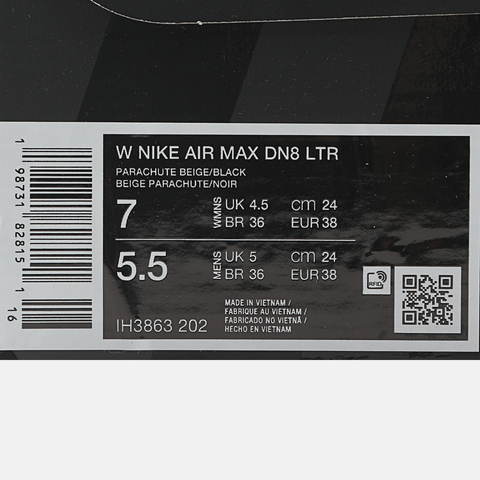 W NIKE AIR MAX DN8 LTR
PARACHUTE BEIGE/BLACK
BEIGE PARACHUTE/NOIR
7 WMNS UK 4.5 cm 24
BR 36 EUR 38
5.5 MENS UK 5 cm 24
BR 36 EUR 38
RFID
MADE IN VIETNAM /
FABRIQUE AU VIETNAM /
FABRICADO NO VIETNÃ /
HECHO EN VIETNAM
IH3863 202
1 98731 82815 1 16